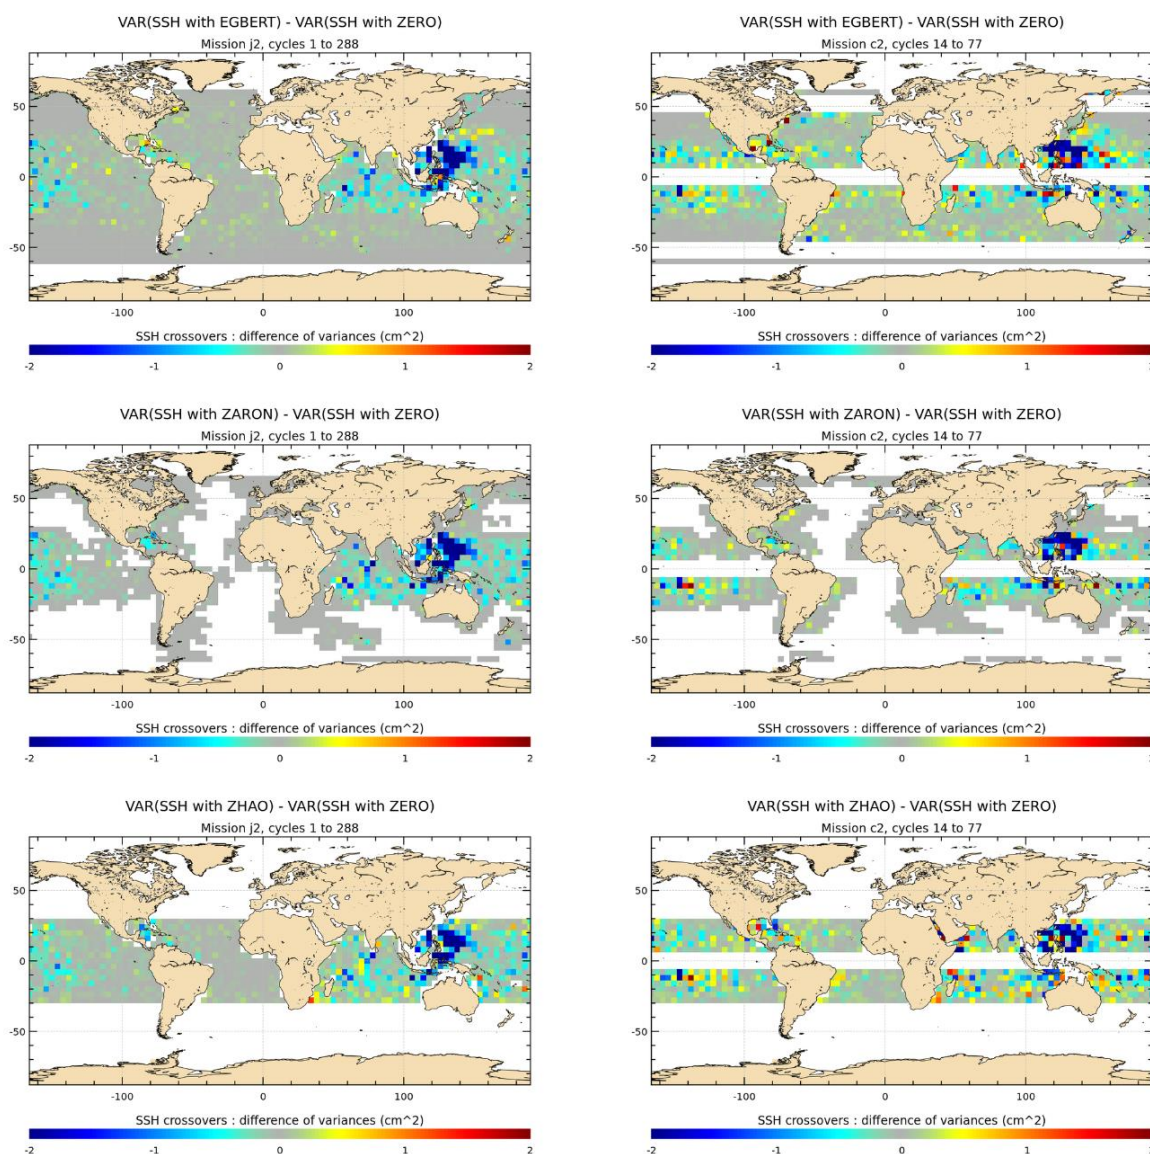 VAR(SSH with EGBERT) - VAR(SSH with ZERO)
Mission j2, cycles 1 to 288
50
0
-50
-100 0 100
SSH crossovers : difference of variances (cm^2)
-2 -1 0 1 2
VAR(SSH with EGBERT) - VAR(SSH with ZERO)
Mission c2, cycles 14 to 77
50
0
-50
-100 0 100
SSH crossovers : difference of variances (cm^2)
-2 -1 0 1 2
VAR(SSH with ZARON) - VAR(SSH with ZERO)
Mission j2, cycles 1 to 288
50
0
-50
-100 0 100
SSH crossovers : difference of variances (cm^2)
-2 -1 0 1 2
VAR(SSH with ZARON) - VAR(SSH with ZERO)
Mission c2, cycles 14 to 77
50
0
-50
-100 0 100
SSH crossovers : difference of variances (cm^2)
-2 -1 0 1 2
VAR(SSH with ZHAO) - VAR(SSH with ZERO)
Mission j2, cycles 1 to 288
50
0
-50
-100 0 100
SSH crossovers : difference of variances (cm^2)
-2 -1 0 1 2
VAR(SSH with ZHAO) - VAR(SSH with ZERO)
Mission c2, cycles 14 to 77
50
0
-50
-100 0 100
SSH crossovers : difference of variances (cm^2)
-2 -1 0 1 2